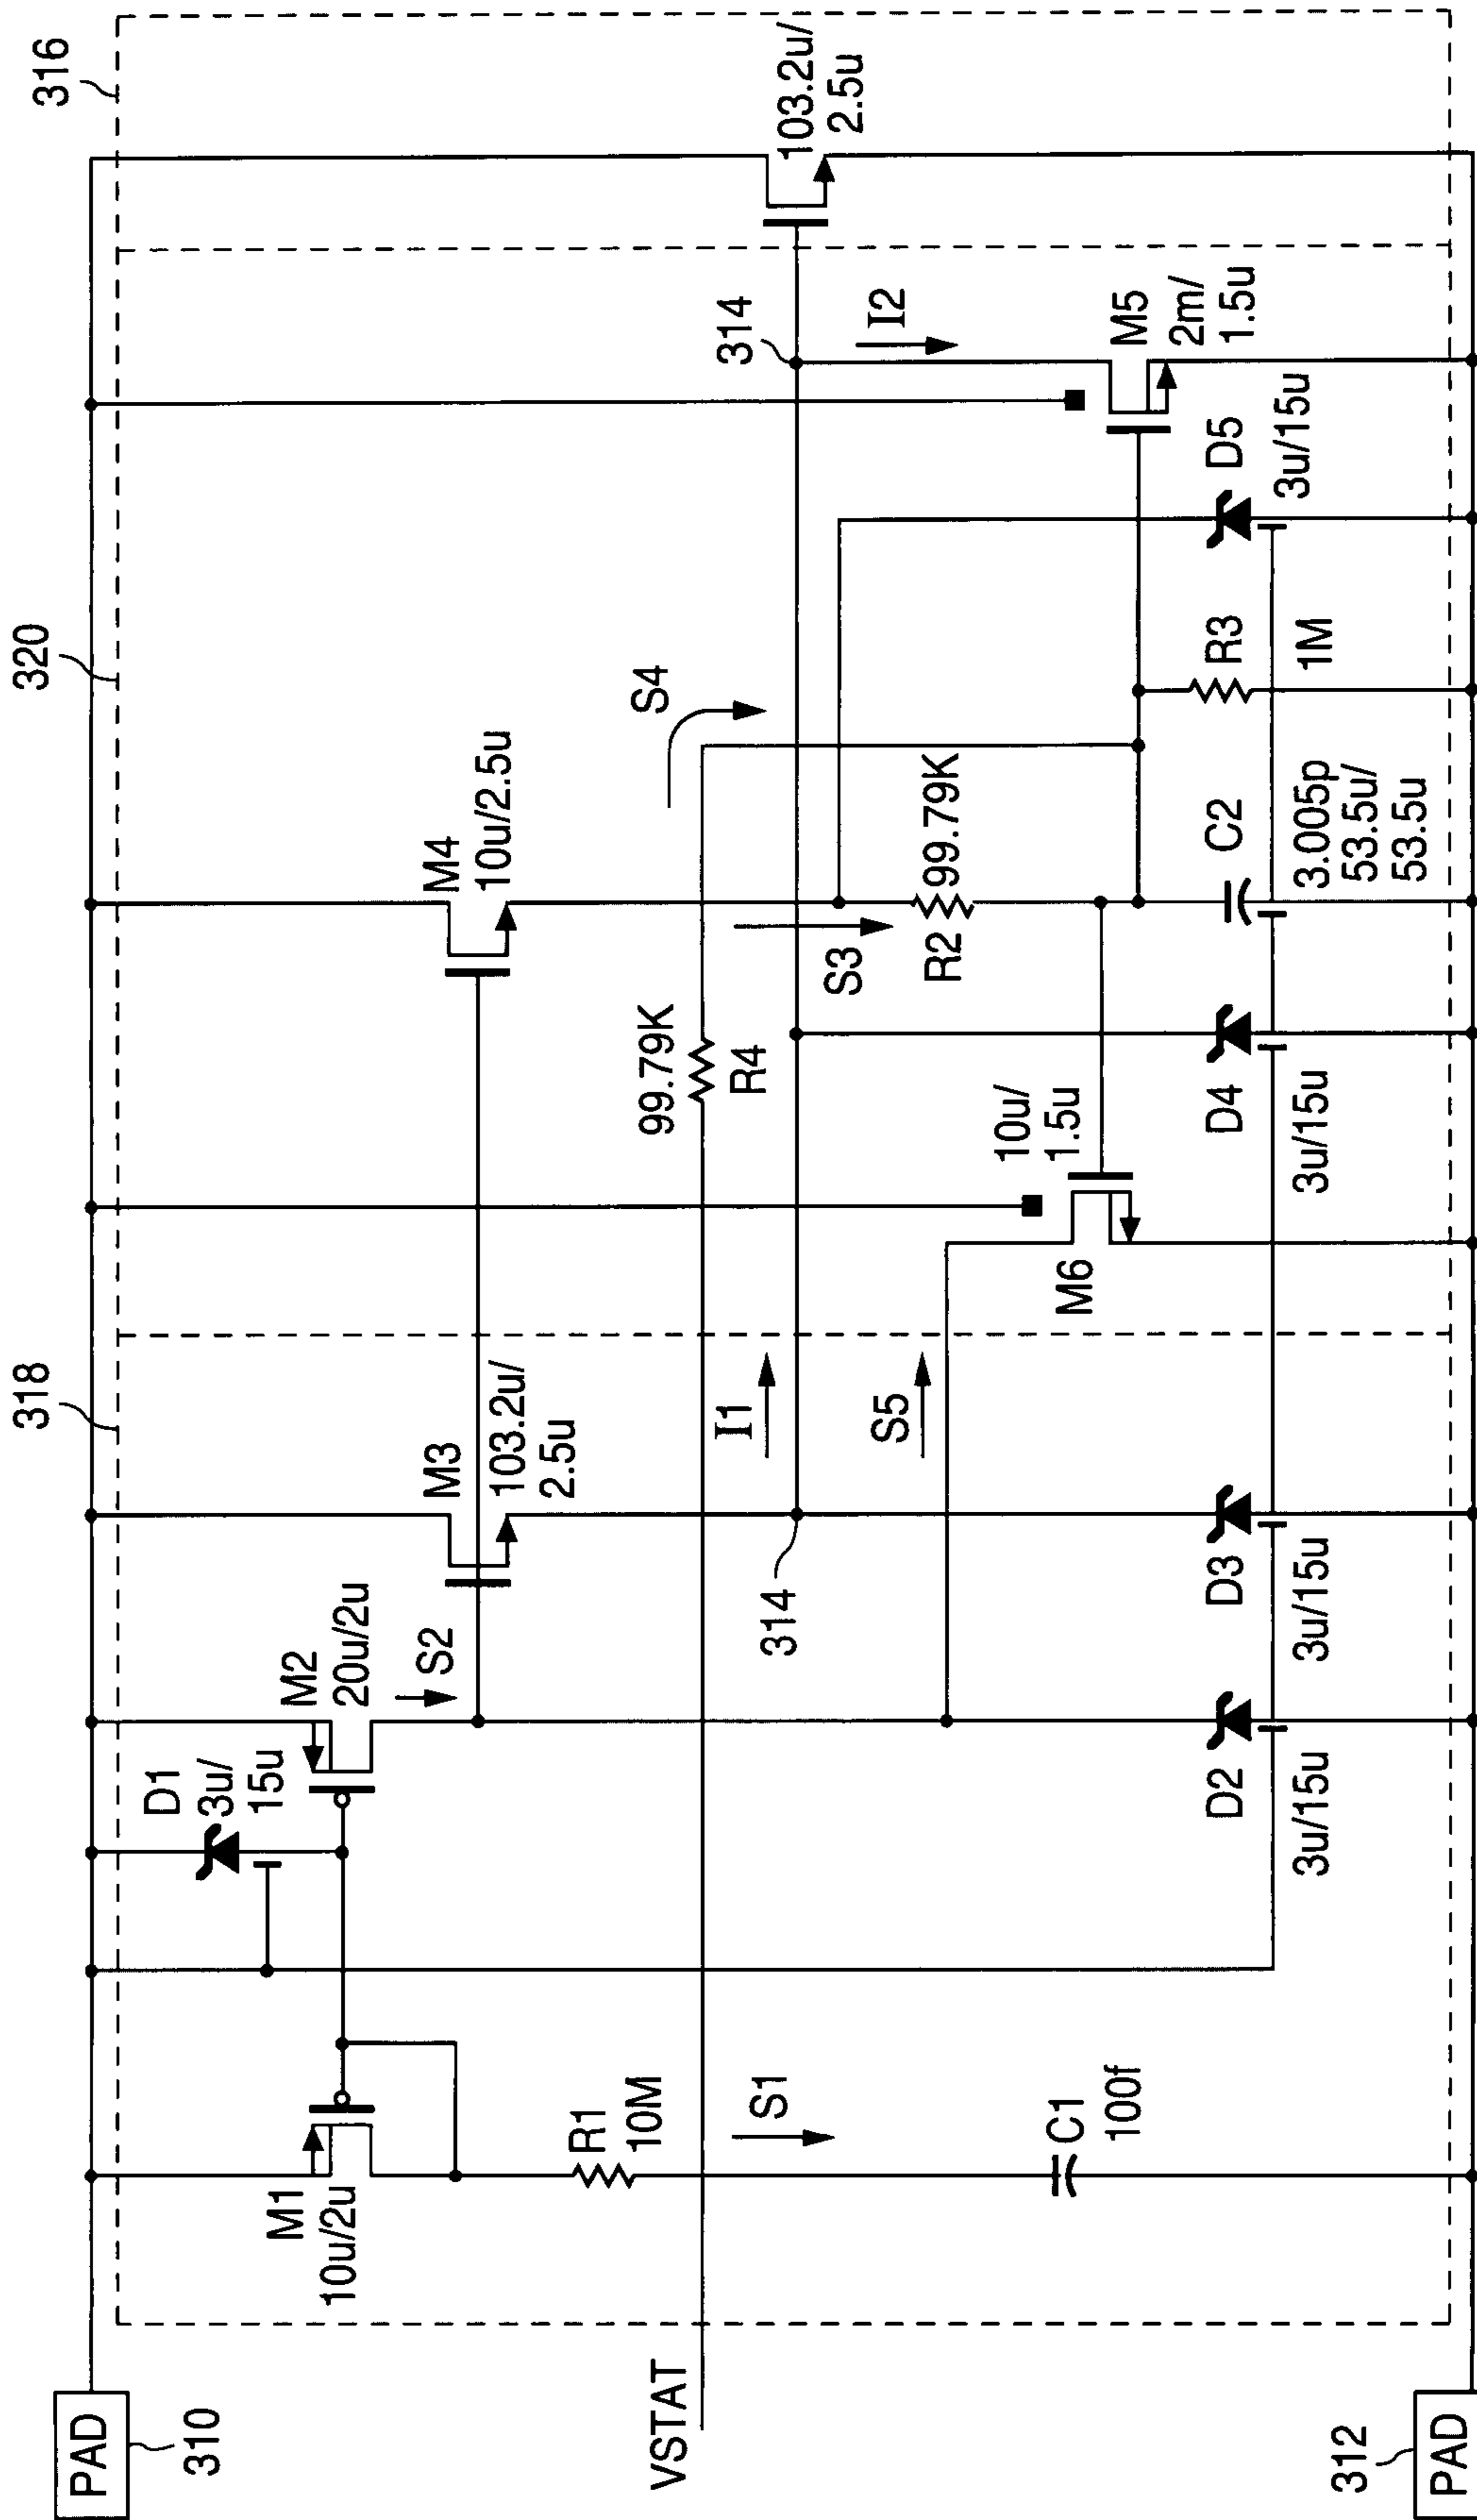 316
320
318
103.2u/
2.5u
314
I2
M5
2m/
1.5u
D5
3u/15u
R3
1M
S4
M4
10u/2.5u
S3
R2
99.79K
C2
3.005p
53.5u/
53.5u
99.79K
R4
D4
3u/15u
10u/
1.5u
M6
I1
S5
M3
103.2u/
2.5u
314
D3
3u/15u
M2
20u/2u
S2
D1
3u/
15u
D2
3u/15u
M1
10u/2u
R1
10M
S1
C1
100f
VSTAT
PAD
310
PAD
312